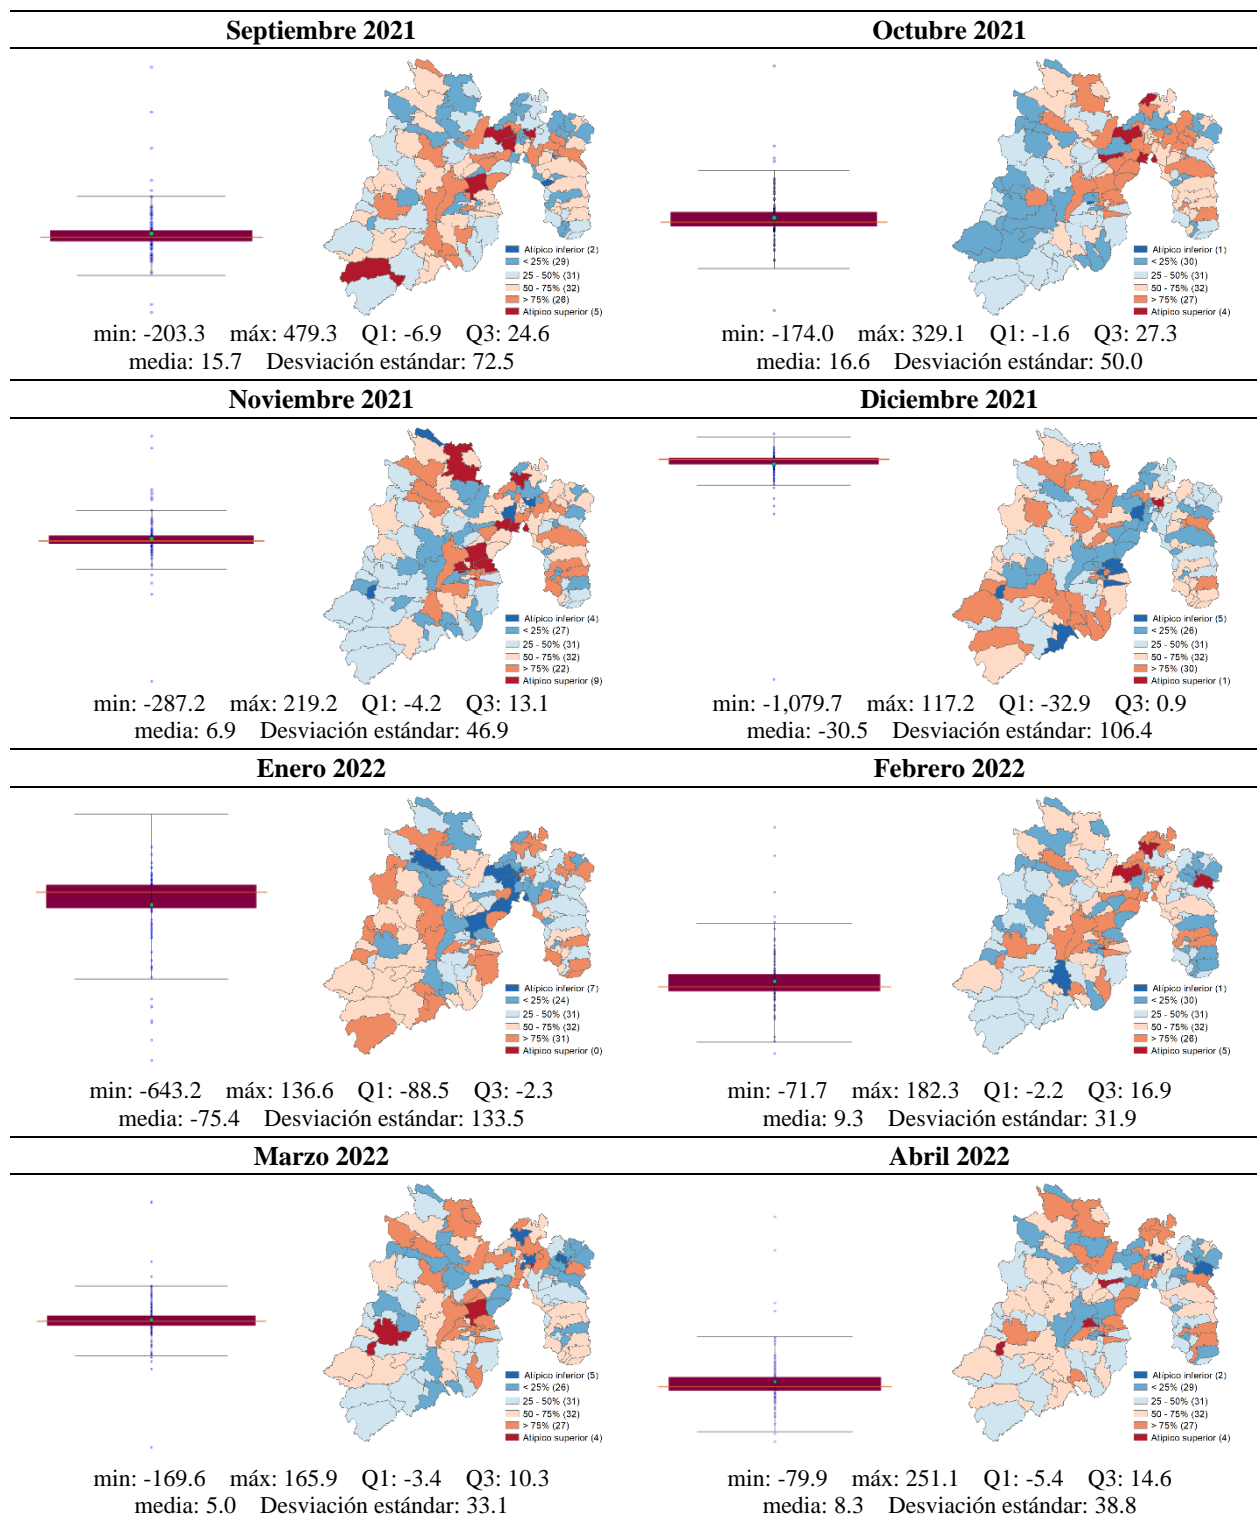 Septiembre 2021
Octubre 2021
Atípico inferior (2)
< 25% (29)
25 - 50% (31)
50 - 75% (32)
> 75% (26)
Atípico superior (5)
Atípico inferior (1)
< 25% (30)
25 - 50% (31)
50 - 75% (32)
> 75% (27)
Atípico superior (4)
min: -203.3 máx: 479.3 Q1: -6.9 Q3: 24.6
media: 15.7 Desviación estándar: 72.5
min: -174.0 máx: 329.1 Q1: -1.6 Q3: 27.3
media: 16.6 Desviación estándar: 50.0
Noviembre 2021
Diciembre 2021
Atípico inferior (4)
< 25% (27)
25 - 50% (31)
50 - 75% (32)
> 75% (22)
Atípico superior (9)
Atípico inferior (5)
< 25% (26)
25 - 50% (31)
50 - 75% (32)
> 75% (30)
Atípico superior (1)
min: -287.2 máx: 219.2 Q1: -4.2 Q3: 13.1
media: 6.9 Desviación estándar: 46.9
min: -1,079.7 máx: 117.2 Q1: -32.9 Q3: 0.9
media: -30.5 Desviación estándar: 106.4
Enero 2022
Febrero 2022
Atípico inferior (7)
< 25% (24)
25 - 50% (31)
50 - 75% (32)
> 75% (31)
Atípico superior (0)
Atípico inferior (1)
< 25% (30)
25 - 50% (31)
50 - 75% (32)
> 75% (26)
Atípico superior (5)
min: -643.2 máx: 136.6 Q1: -88.5 Q3: -2.3
media: -75.4 Desviación estándar: 133.5
min: -71.7 máx: 182.3 Q1: -2.2 Q3: 16.9
media: 9.3 Desviación estándar: 31.9
Marzo 2022
Abril 2022
Atípico inferior (5)
< 25% (26)
25 - 50% (31)
50 - 75% (32)
> 75% (27)
Atípico superior (4)
Atípico inferior (2)
< 25% (29)
25 - 50% (31)
50 - 75% (32)
> 75% (27)
Atípico superior (4)
min: -169.6 máx: 165.9 Q1: -3.4 Q3: 10.3
media: 5.0 Desviación estándar: 33.1
min: -79.9 máx: 251.1 Q1: -5.4 Q3: 14.6
media: 8.3 Desviación estándar: 38.8